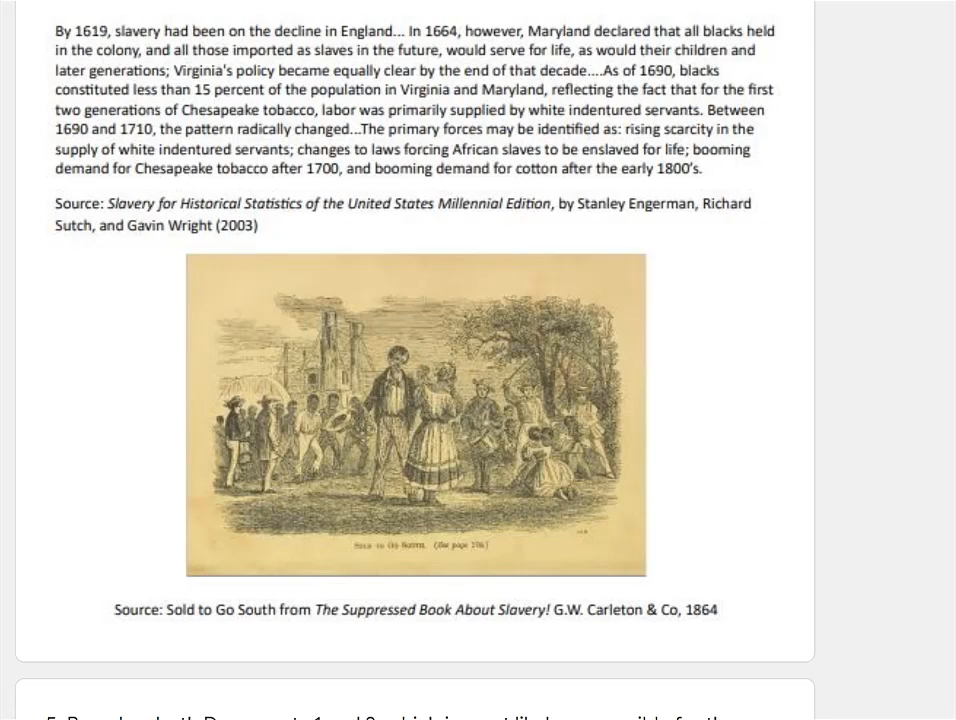 By 1619, slavery had been on the decline in England... In 1664, however, Maryland declared that all blacks held
in the colony, and all those imported as slaves in the future, would serve for life, as would their children and
later generations; Virginia's policy became equally clear by the end of that decade....As of 1690, blacks
constituted less than 15 percent of the population in Virginia and Maryland, reflecting the fact that for the first
two generations of Chesapeake tobacco, labor was primarily supplied by white indentured servants. Between
1690 and 1710, the pattern radically changed...The primary forces may be identified as: rising scarcity in the
supply of white indentured servants; changes to laws forcing African slaves to be enslaved for life; booming
demand for Chesapeake tobacco after 1700, and booming demand for cotton after the early 1800's.
Source: Slavery for Historical Statistics of the United States Millennial Edition, by Stanley Engerman, Richard
Sutch, and Gavin Wright (2003)
Sold to Go South. (See page
Source: Sold to Go South from The Suppressed Book About Slavery! G.W. Carleton & Co, 1864